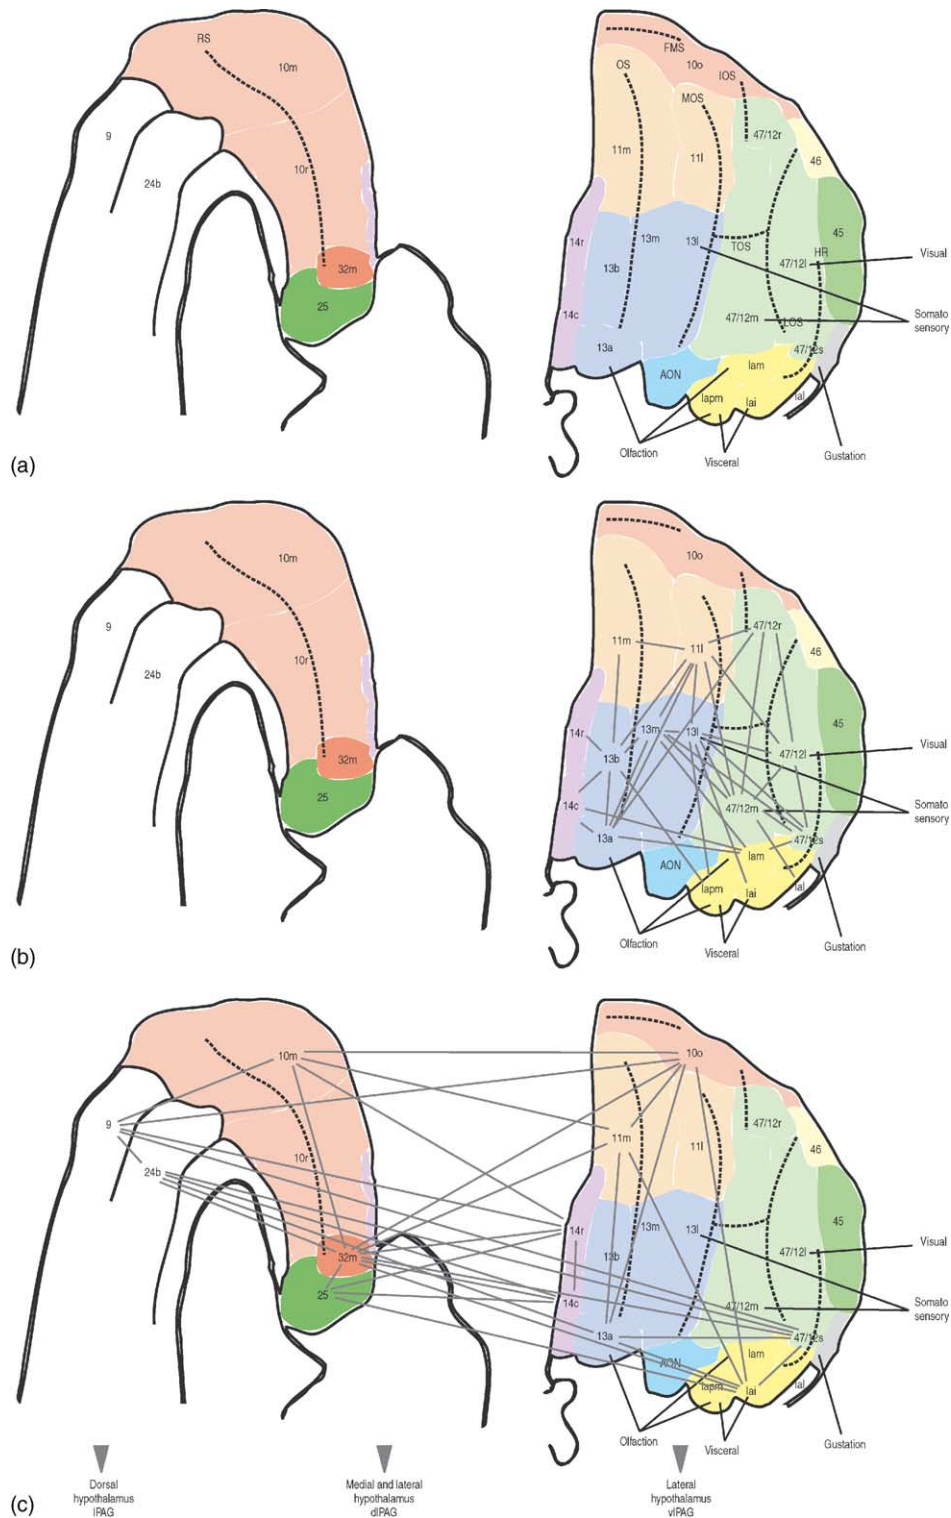 RS
10m
9
24b
10r
32m
25
FMS
10o
OS
IOS
MOS
47/12r
11m
11l
46
45
14r
13m
13l
TOS
HR
Visual
13b
47/12l
14c
47/12m
LOS
Somato
sensory
13a
47/12s
AON
Iam
Iapm
Iai
Ial
Olfaction
Visceral
Gustation
(a)
10m
9
24b
10r
32m
25
10o
47/12r
11m
11l
46
45
14r
13m
13l
Visual
13b
47/12l
14c
47/12m
Somato
sensory
13a
47/12s
AON
Iam
Iapm
Iai
Ial
Olfaction
Visceral
Gustation
(b)
10m
9
24b
10r
32m
25
10o
47/12r
11m
11l
46
45
14r
13m
13l
Visual
13b
47/12l
14c
47/12m
Somato
sensory
13a
47/12s
AON
Iam
Iapm
Iai
Ial
Olfaction
Visceral
Gustation
(c)
Dorsal
hypothalamus
lPAG
Medial and lateral
hypothalamus
dlPAG
Lateral
hypothalamus
vlPAG